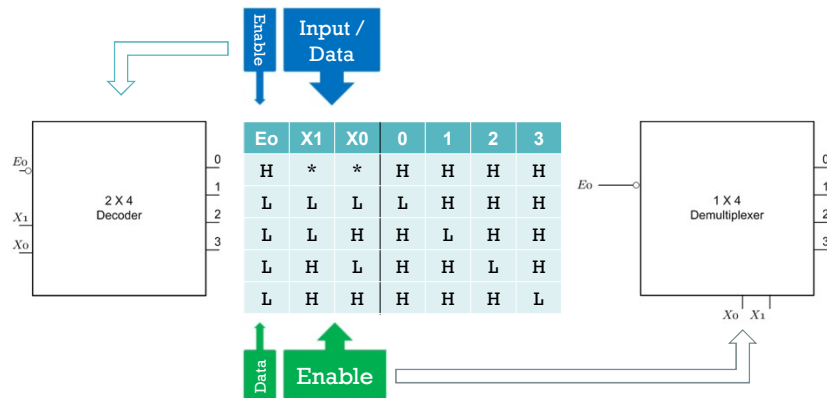 Enable
Input /
Data
Eo X1 X0 0 1 2 3
H * * H H H H
L L L L H H H
L L H H L H H
L H L H H L H
L H H H H H L
Eo
X1
X0
2 X 4
Decoder
0
1
2
3
Eo
1 X 4
Demultiplexer
0
1
2
3
X0 X1
Data
Enable